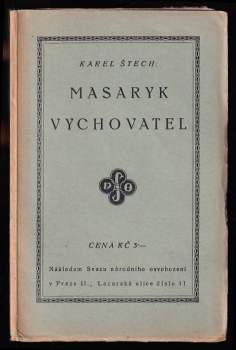 KAREL ŠTECH:
MASARYK
VYCHOVATEL
CENA KČ 5·—
Nákladem Svazu národního osvobození
v Praze II., Lazarská ulice číslo 11